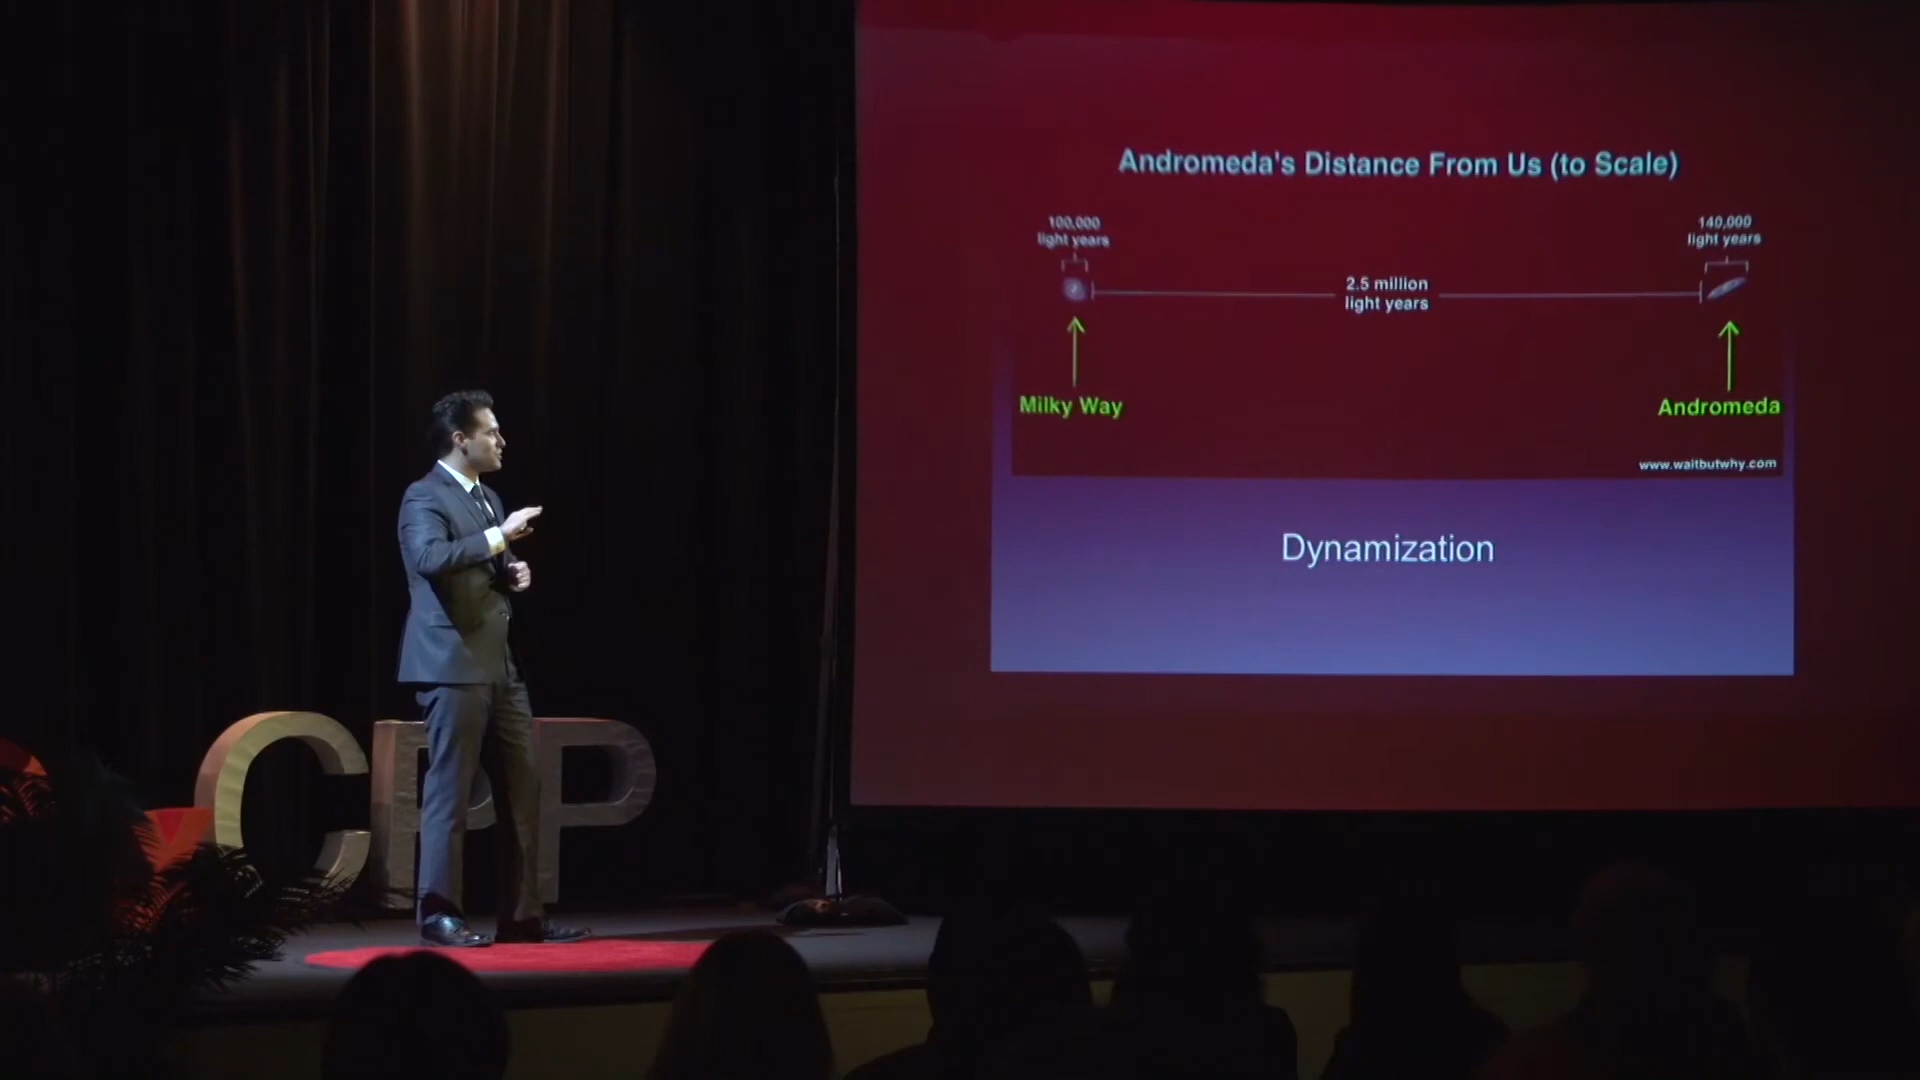 Andromeda's Distance From Us (to Scale)
100,000
light years
140,000
light years
2.5 million
light years
Milky Way
Andromeda
www.waitbutwhy.com
Dynamization
CPP